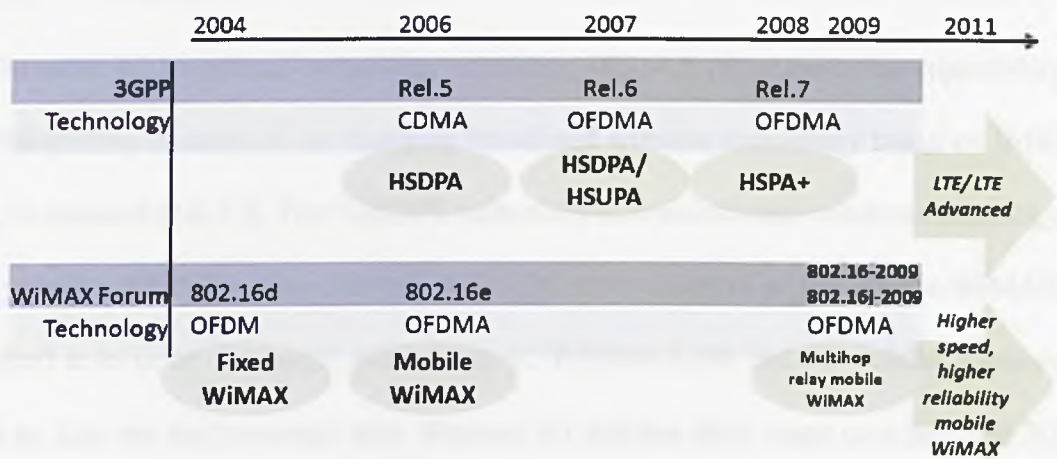 2004 2006 2007 2008 2009 2011
3GPP Rel.5 Rel.6 Rel.7
Technology CDMA OFDMA OFDMA
HSDPA
HSDPA/
HSUPA
HSPA+
LTE/ LTE
Advanced
WiMAX Forum 802.16d 802.16e
802.16-2009
802.16j-2009
Technology OFDM OFDMA OFDMA
Fixed
WiMAX
Mobile
WiMAX
Multihop
relay mobile
WiMAX
Higher
speed,
higher
reliability
mobile
WiMAX